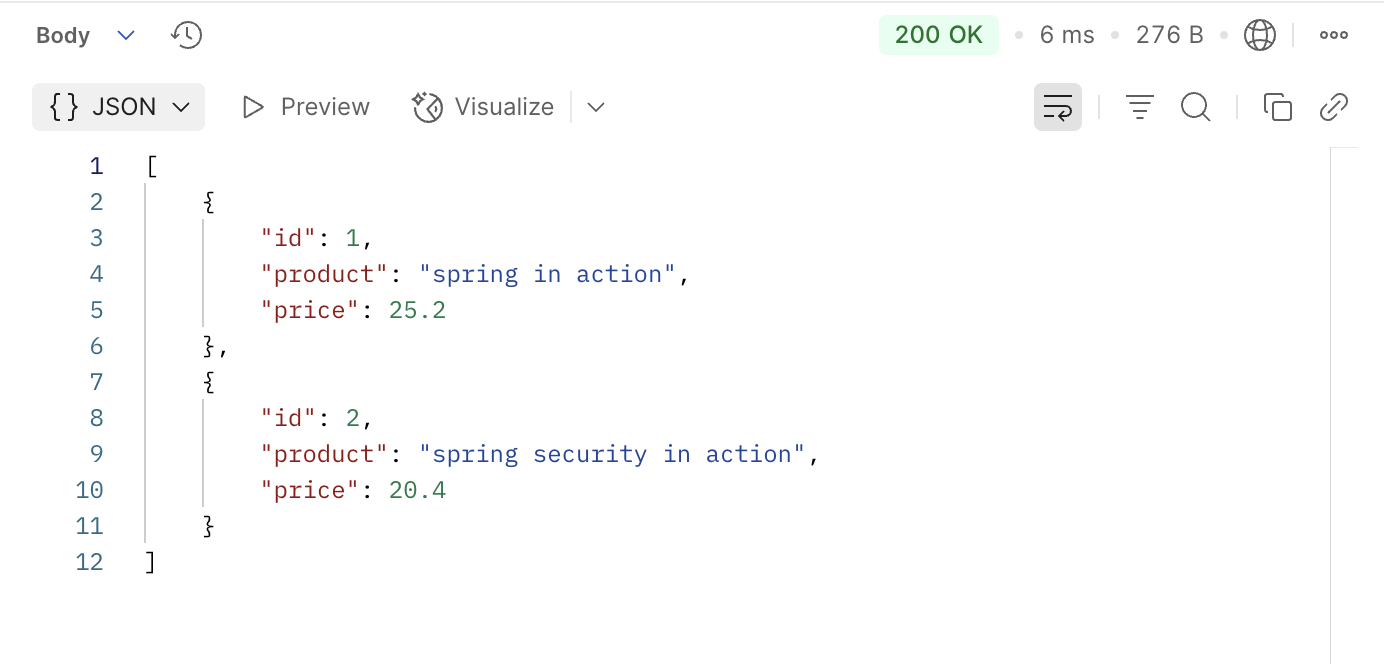 Body 200 OK 6 ms 276 B
{} JSON Preview Visualize
1 [
2 {
3 "id": 1,
4 "product": "spring in action",
5 "price": 25.2
6 },
7 {
8 "id": 2,
9 "product": "spring security in action",
10 "price": 20.4
11 }
12 ]